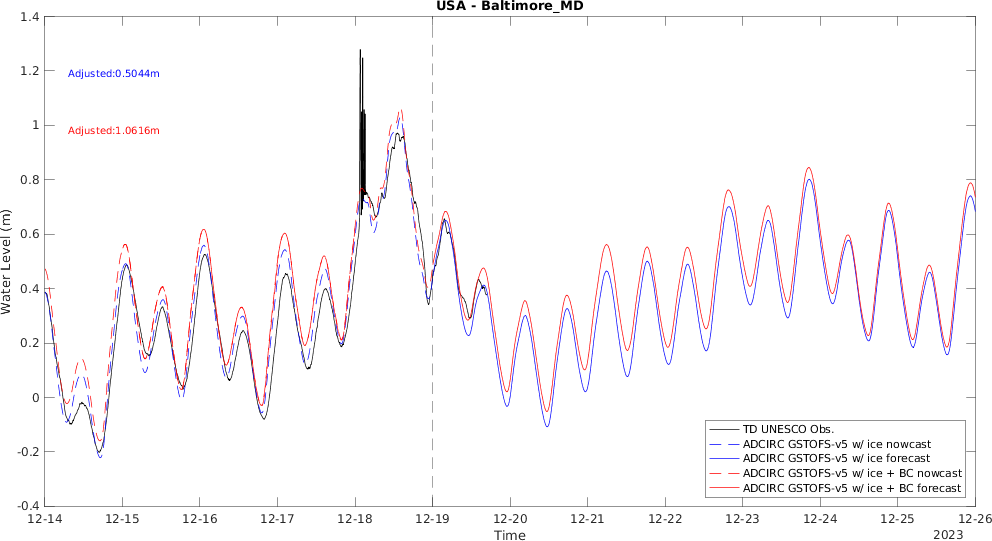 USA - Baltimore_MD
1.4
1.2
1
0.8
0.6
0.4
0.2
0
-0.2
-0.4
Water Level (m)
Adjusted:0.5044m
Adjusted:1.0616m
TD UNESCO Obs.
ADCIRC GSTOFS-v5 w/ ice nowcast
ADCIRC GSTOFS-v5 w/ ice forecast
ADCIRC GSTOFS-v5 w/ ice + BC nowcast
ADCIRC GSTOFS-v5 w/ ice + BC forecast
12-14 12-15 12-16 12-17 12-18 12-19 12-20 12-21 12-22 12-23 12-24 12-25 12-26
Time
2023